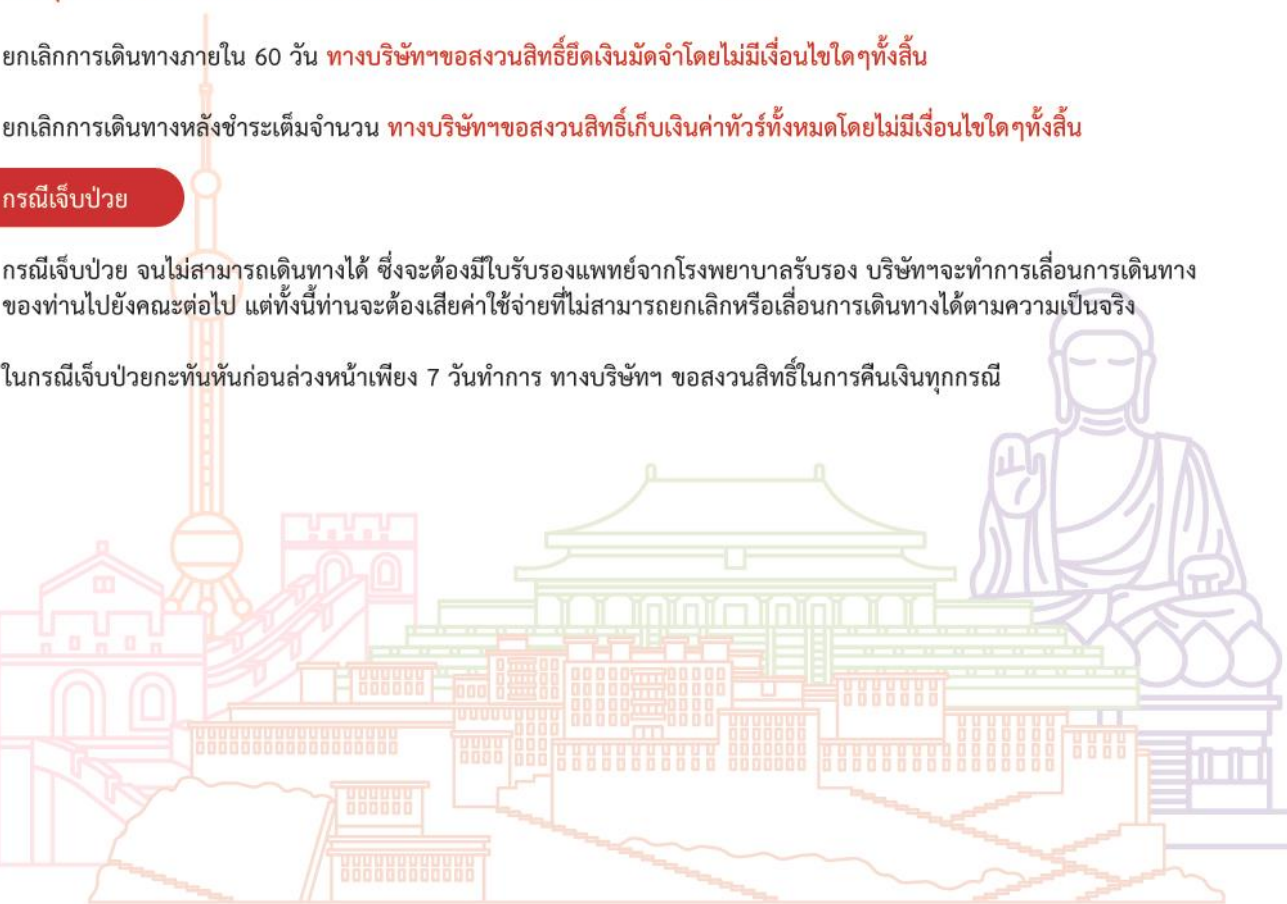 ยกเลิกการเดินทางภายใน 60 วัน ทางบริษัทฯขอสงวนสิทธิ์ยึดเงินมัดจำโดยไม่มีเงื่อนไขใดๆทั้งสิ้น
ยกเลิกการเดินทางหลังชำระเต็มจำนวน ทางบริษัทฯขอสงวนสิทธิ์เก็บเงินค่าทัวร์ทั้งหมดโดยไม่มีเงื่อนไขใดๆทั้งสิ้น
กรณีเจ็บป่วย
กรณีเจ็บป่วย จนไม่สามารถเดินทางได้ ซึ่งจะต้องมีใบรับรองแพทย์จากโรงพยาบาลรับรอง บริษัทฯจะทำการเลื่อนการเดินทาง
ของท่านไปยังคณะต่อไป แต่ทั้งนี้ท่านจะต้องเสียค่าใช้จ่ายที่ไม่สามารถยกเลิกหรือเลื่อนการเดินทางได้ตามความเป็นจริง
ในกรณีเจ็บป่วยกะทันหันก่อนล่วงหน้าเพียง 7 วันทำการ ทางบริษัทฯ ขอสงวนสิทธิ์ในการคืนเงินทุกกรณี